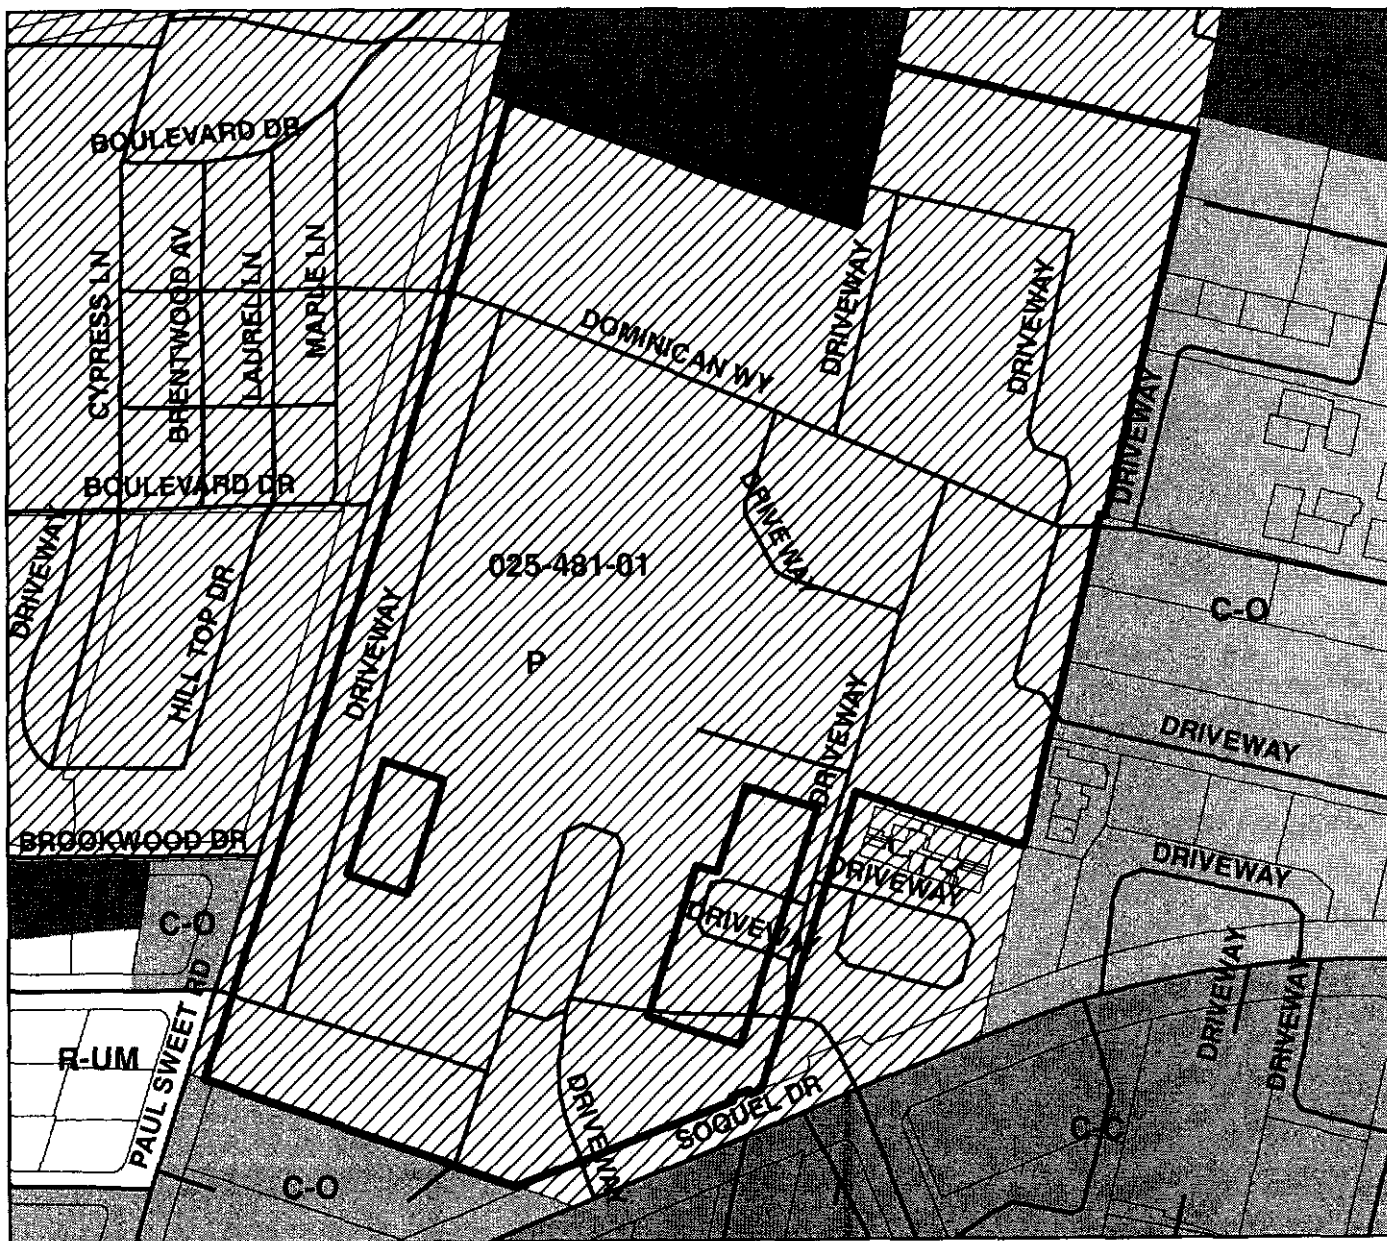 BOULEVARD DR
CYPRESS LN
BRENTWOOD AV
LAUREL LN
MAPLE LN
DOMINICAN WY
DRIVEWAY
DRIVEWAY
DRIVEWAY
BOULEVARD DR
DRIVEWAY
DRIVEWAY
HILL TOP DR
025-481-01
C-O
DRIVEWAY
P
DRIVEWAY
DRIVEWAY
BROOKWOOD DR
DRIVEWAY
DRIVEWAY
C-O
DRIVEWAY
DRIVEWAY
DRIVEWAY
PAUL SWEET RD
R-UM
DRIVEWAY
SOQUEL DR
C-C
C-O